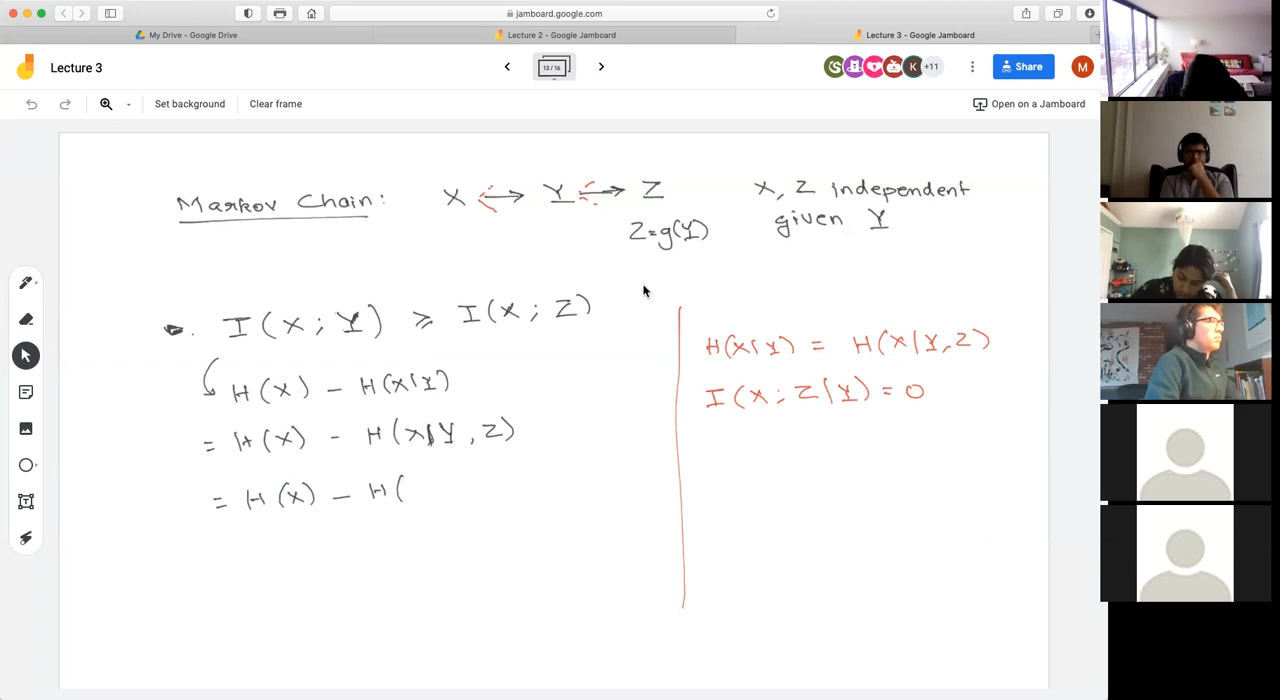 jamboard.google.com
My Drive - Google Drive
Lecture 2 - Google Jamboard
Lecture 3 - Google Jamboard
Lecture 3
13/16
K +11
Share
M
Set background
Clear frame
Open on a Jamboard
Markov Chain: X ↔ Y ↔ Z X, Z independent
Z=g(Y) given Y
I(X; Y) ≥ I(X; Z)
H(X) - H(X|Y)
= H(X) - H(X|Y, Z)
= H(X) - H(
H(X|Y) = H(X|Y, Z)
I(X; Z|Y) = 0